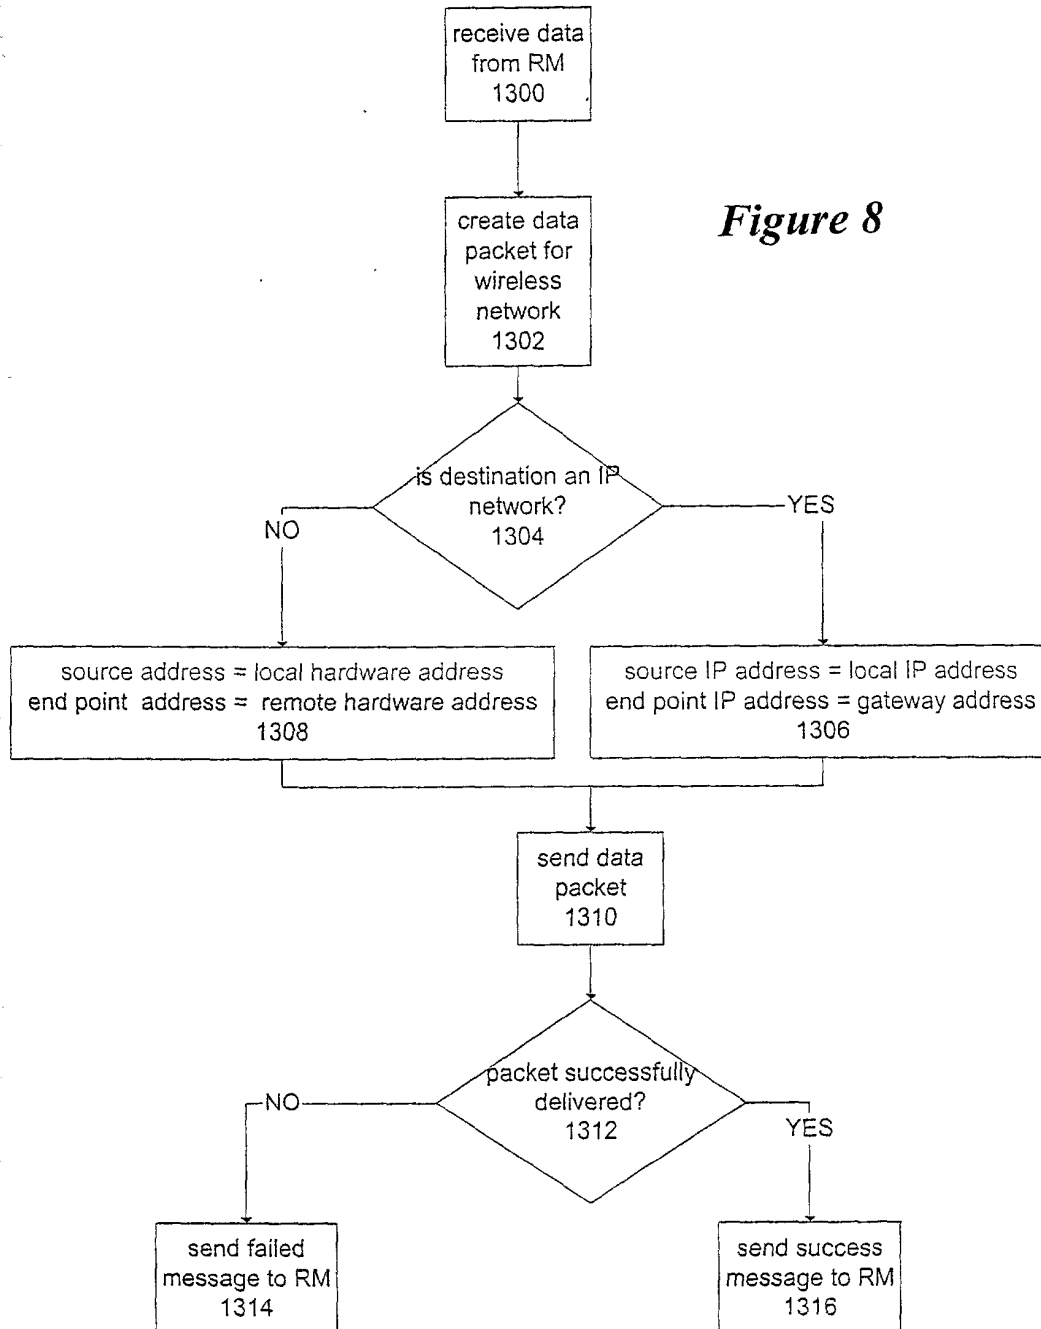 receive data
from RM
1300
create data
packet for
wireless
network
1302
Figure 8
is destination an IP
network?
1304
NO
YES
source address = local hardware address
end point address = remote hardware address
1308
source IP address = local IP address
end point IP address = gateway address
1306
send data
packet
1310
packet successfully
delivered?
1312
NO
YES
send failed
message to RM
1314
send success
message to RM
1316